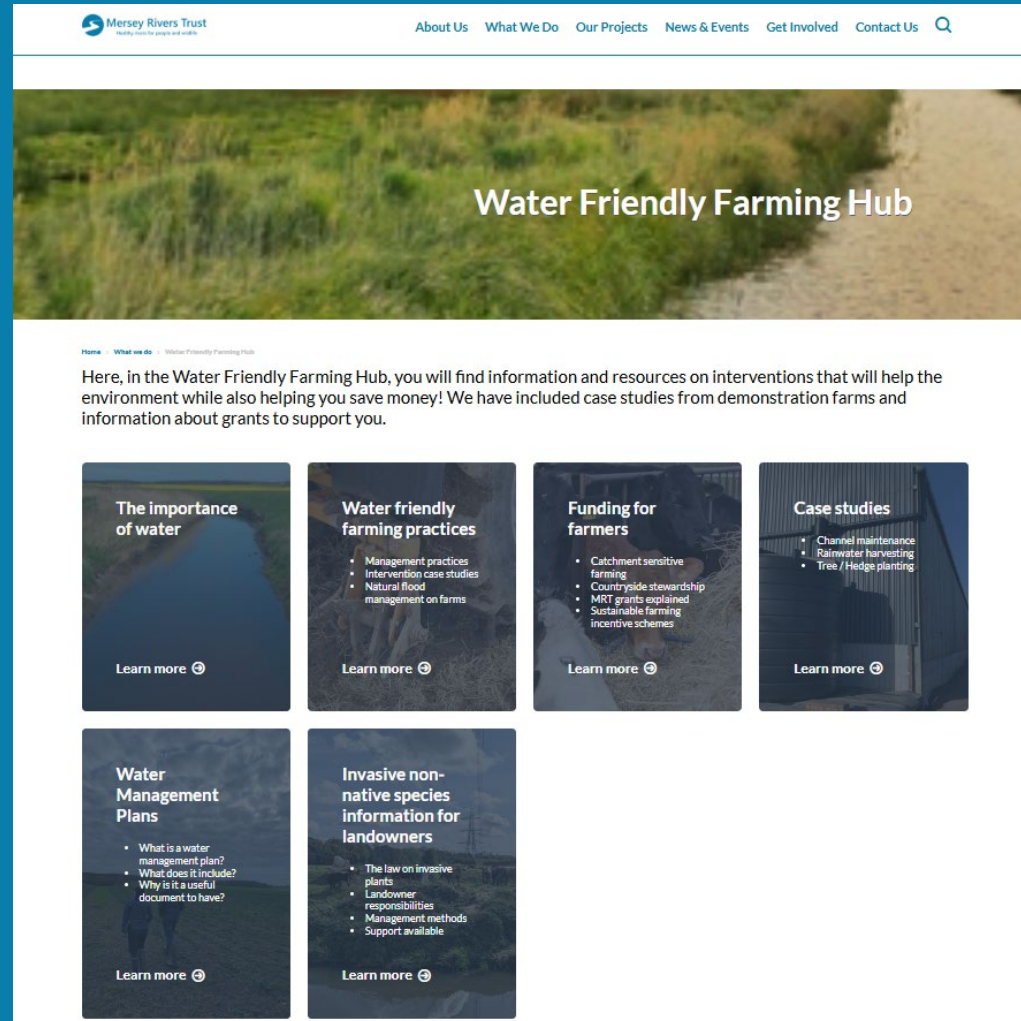 Mersey Rivers Trust
Healthy rivers for people and wildlife
About Us What We Do Our Projects News & Events Get Involved Contact Us
Water Friendly Farming Hub
Home > What we do > Water Friendly Farming Hub
Here, in the Water Friendly Farming Hub, you will find information and resources on interventions that will help the
environment while also helping you save money! We have included case studies from demonstration farms and
information about grants to support you.
The importance
of water
Learn more
Water friendly
farming practices
• Management practices
• Intervention case studies
• Natural flood
management on farms
Learn more
Funding for
farmers
• Catchment sensitive
farming
• Countryside stewardship
• MRT grants explained
• Sustainable farming
incentive schemes
Learn more
Case studies
• Channel maintenance
• Rainwater harvesting
• Tree / Hedge planting
Learn more
Water
Management
Plans
• What is a water
management plan?
• What does it include?
• Why is it a useful
document to have?
Learn more
Invasive non-
native species
information for
landowners
• The law on invasive
plants
• Landowner
responsibilities
• Management methods
• Support available
Learn more